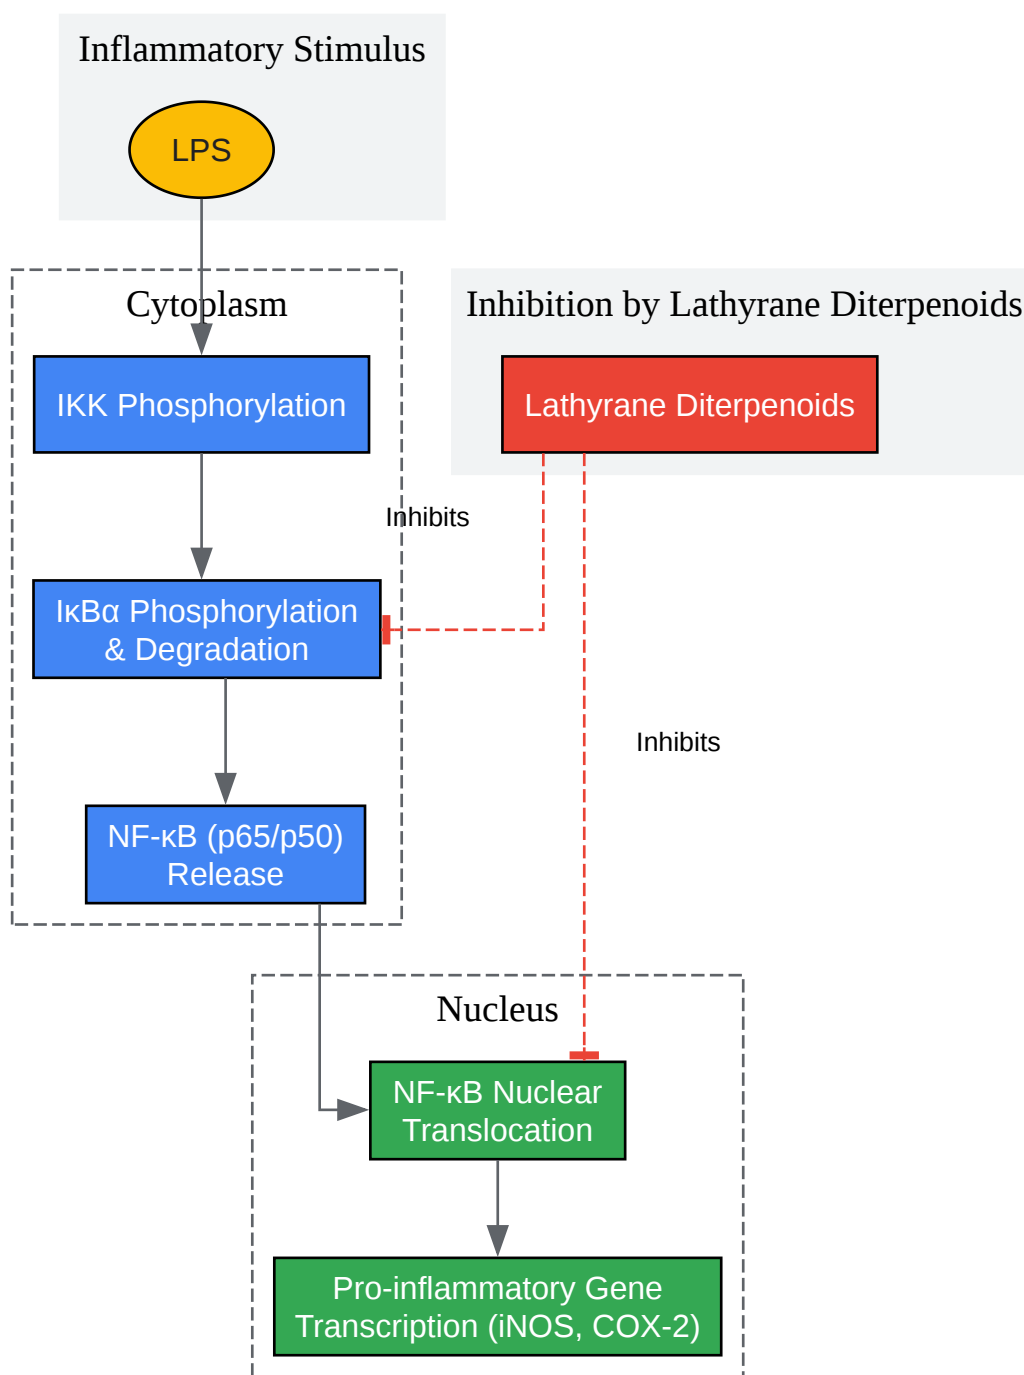 Inflammatory Stimulus
LPS
Cytoplasm
Inhibition by Lathyrane Diterpenoids
IKK Phosphorylation
Lathyrane Diterpenoids
Inhibits
IκBα Phosphorylation
& Degradation
Inhibits
NF-κB (p65/p50)
Release
Nucleus
NF-κB Nuclear
Translocation
Pro-inflammatory Gene
Transcription (iNOS, COX-2)